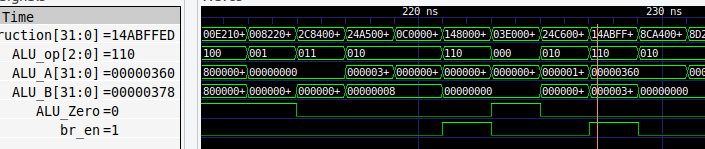 Time
220 ns 230 ns
ruction[31:0] =14ABFFED 00E210+ 008220+ 2C8400+ 24A500+ 0C0000+ 148000+ 03E000+ 24C600+ 14ABFF+ 8CA400+ 8D2
ALU_op[2:0] =110 100 001 011 010 110 000 010 110 010
ALU_A[31:0] =00000360 800000+ 00000000 000003+ 000000+ 000000+ 000000+ 000001+ 00000360
ALU_B[31:0] =00000378 800000+ 000000+ 000000+ 00000008 00000000 000000+ 000003+ 00000000
ALU_Zero =0
br_en =1